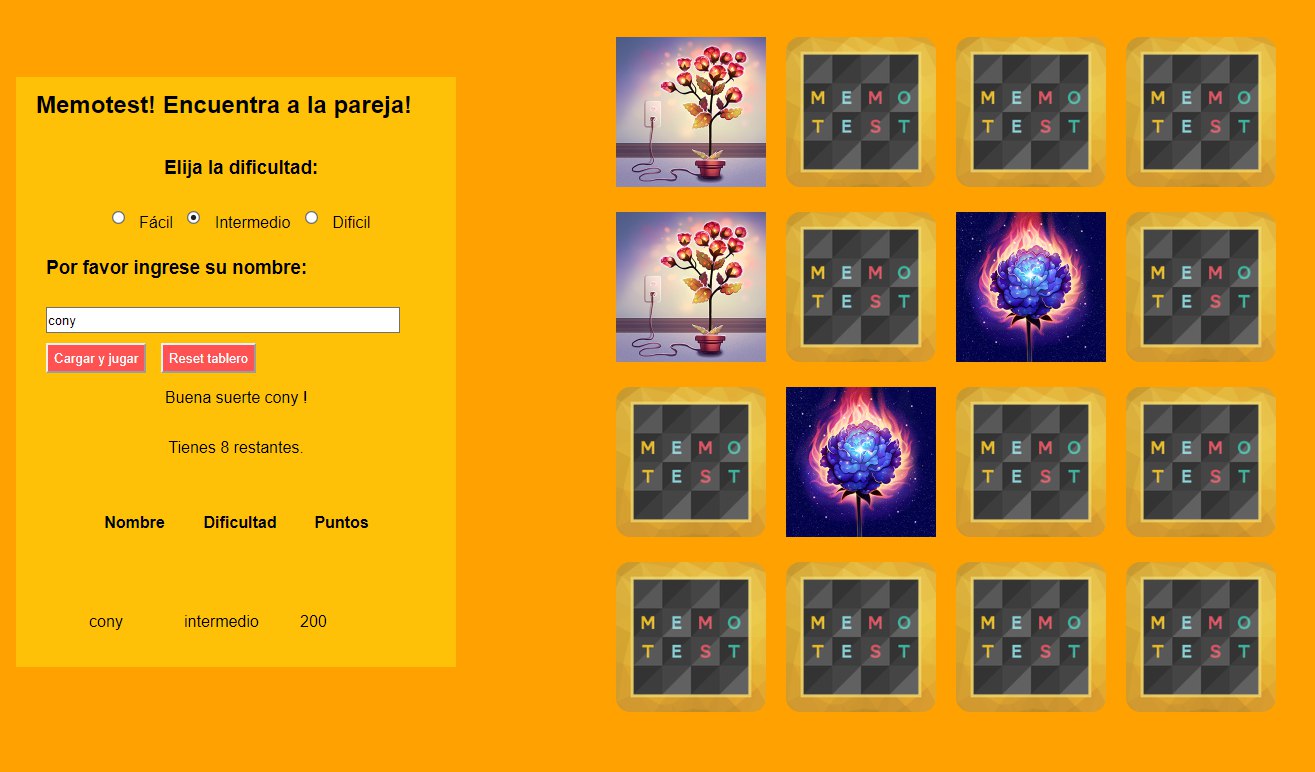 Memotest! Encuentra a la pareja!
Elija la dificultad:
Fácil Intermedio Dificil
Por favor ingrese su nombre:
cony
Cargar y jugar Reset tablero
Buena suerte cony !
Tienes 8 restantes.
Nombre Dificultad Puntos
cony intermedio 200
MEMO MEMO MEMO
TEST TEST TEST
MEMO MEMO
TEST TEST
MEMO MEMO MEMO
TEST TEST TEST
MEMO MEMO MEMO MEMO
TEST TEST TEST TEST